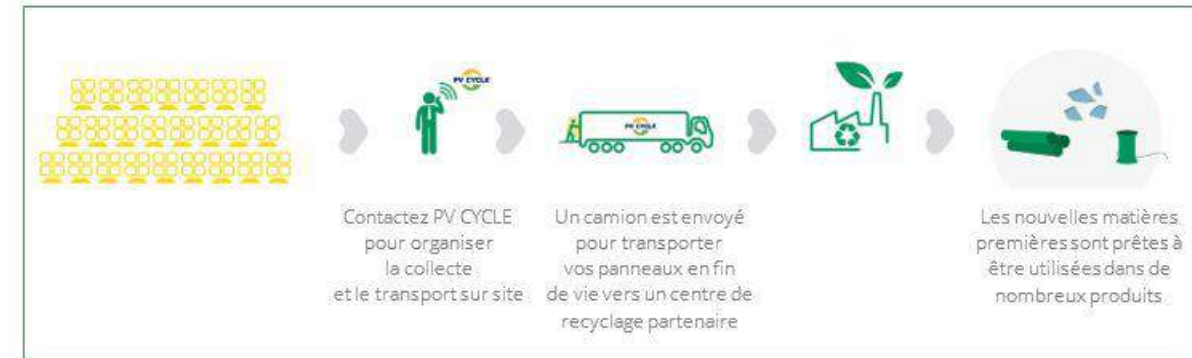 PV CYCLE
PV CYCLE
Contactez PV CYCLE
pour organiser
la collecte
et le transport sur site
Un camion est envoyé
pour transporter
vos panneaux en fin
de vie vers un centre de
recyclage partenaire
Les nouvelles matières
premières sont prêtes à
être utilisées dans de
nombreux produits